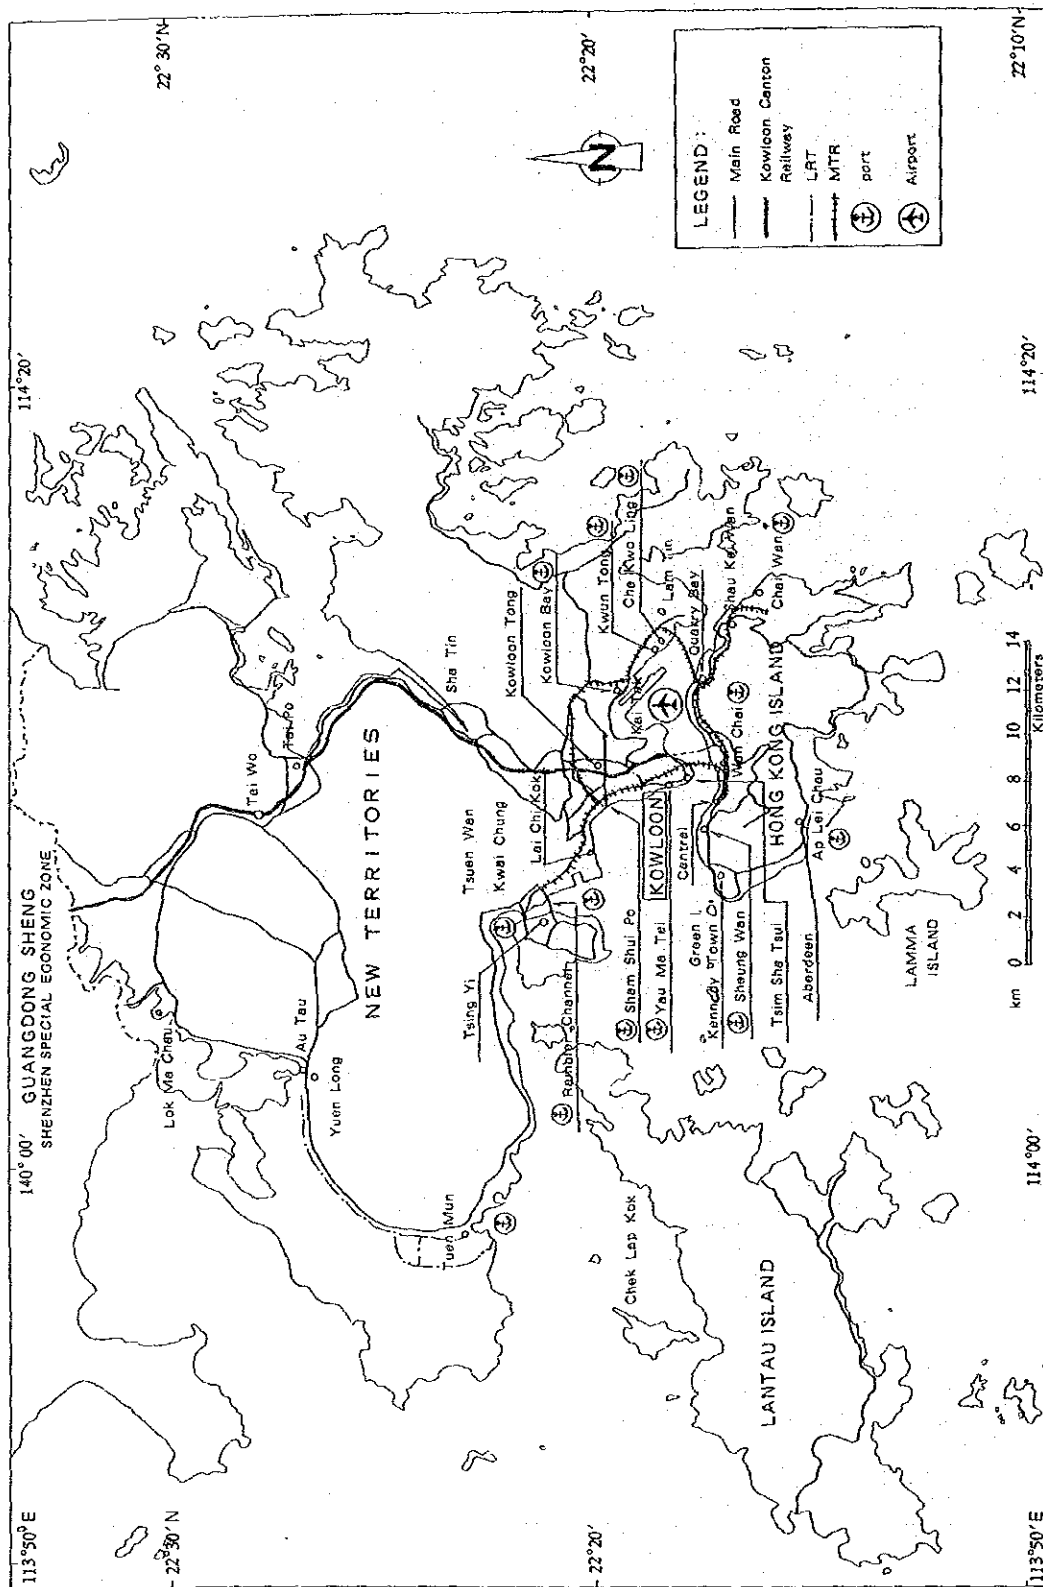 113°50°E
140°00'
114°20'
GUANGDONG SHENG
SHENZHEN SPECIAL EGONOMIC ZONE
22°30'N
22°30'N
Lok Ma Chau
Tai Wo
Tai Po
Au Tau
Yuen Long
NEW TERRITORIES
Sha Tin
Tuen Mun
Tsuen Wan
Kwai Chung
Tsing Yi
Lai Chi Kok
Kowloon Tong
Kowloon Bay
Rambler Channel
Kwun Tong
Cha Kwo Ling
22°20'
22°20'
Chek Lap Kok
Sham Shui Po
Yau Ma Tei
KOWLOON
Kai Tak
Lam Tin
Green I.
Central
Quakry Bay
Kennedy Town
Sheung Wan
Wan Chai
Shau Kei Wan
LANTAU ISLAND
Tsim Sha Tsui
HONG KONG ISLAND
Chai Wan
Aberdeen
Ap Lei Chau
LAMMA
ISLAND
N
LEGEND:
Main Road
Kowloon Canton
Railway
LRT
MTR
port
Airport
km 0 2 4 6 8 10 12 14
Kilometers
113°50'E
114°00'
114°20'
22°10'N